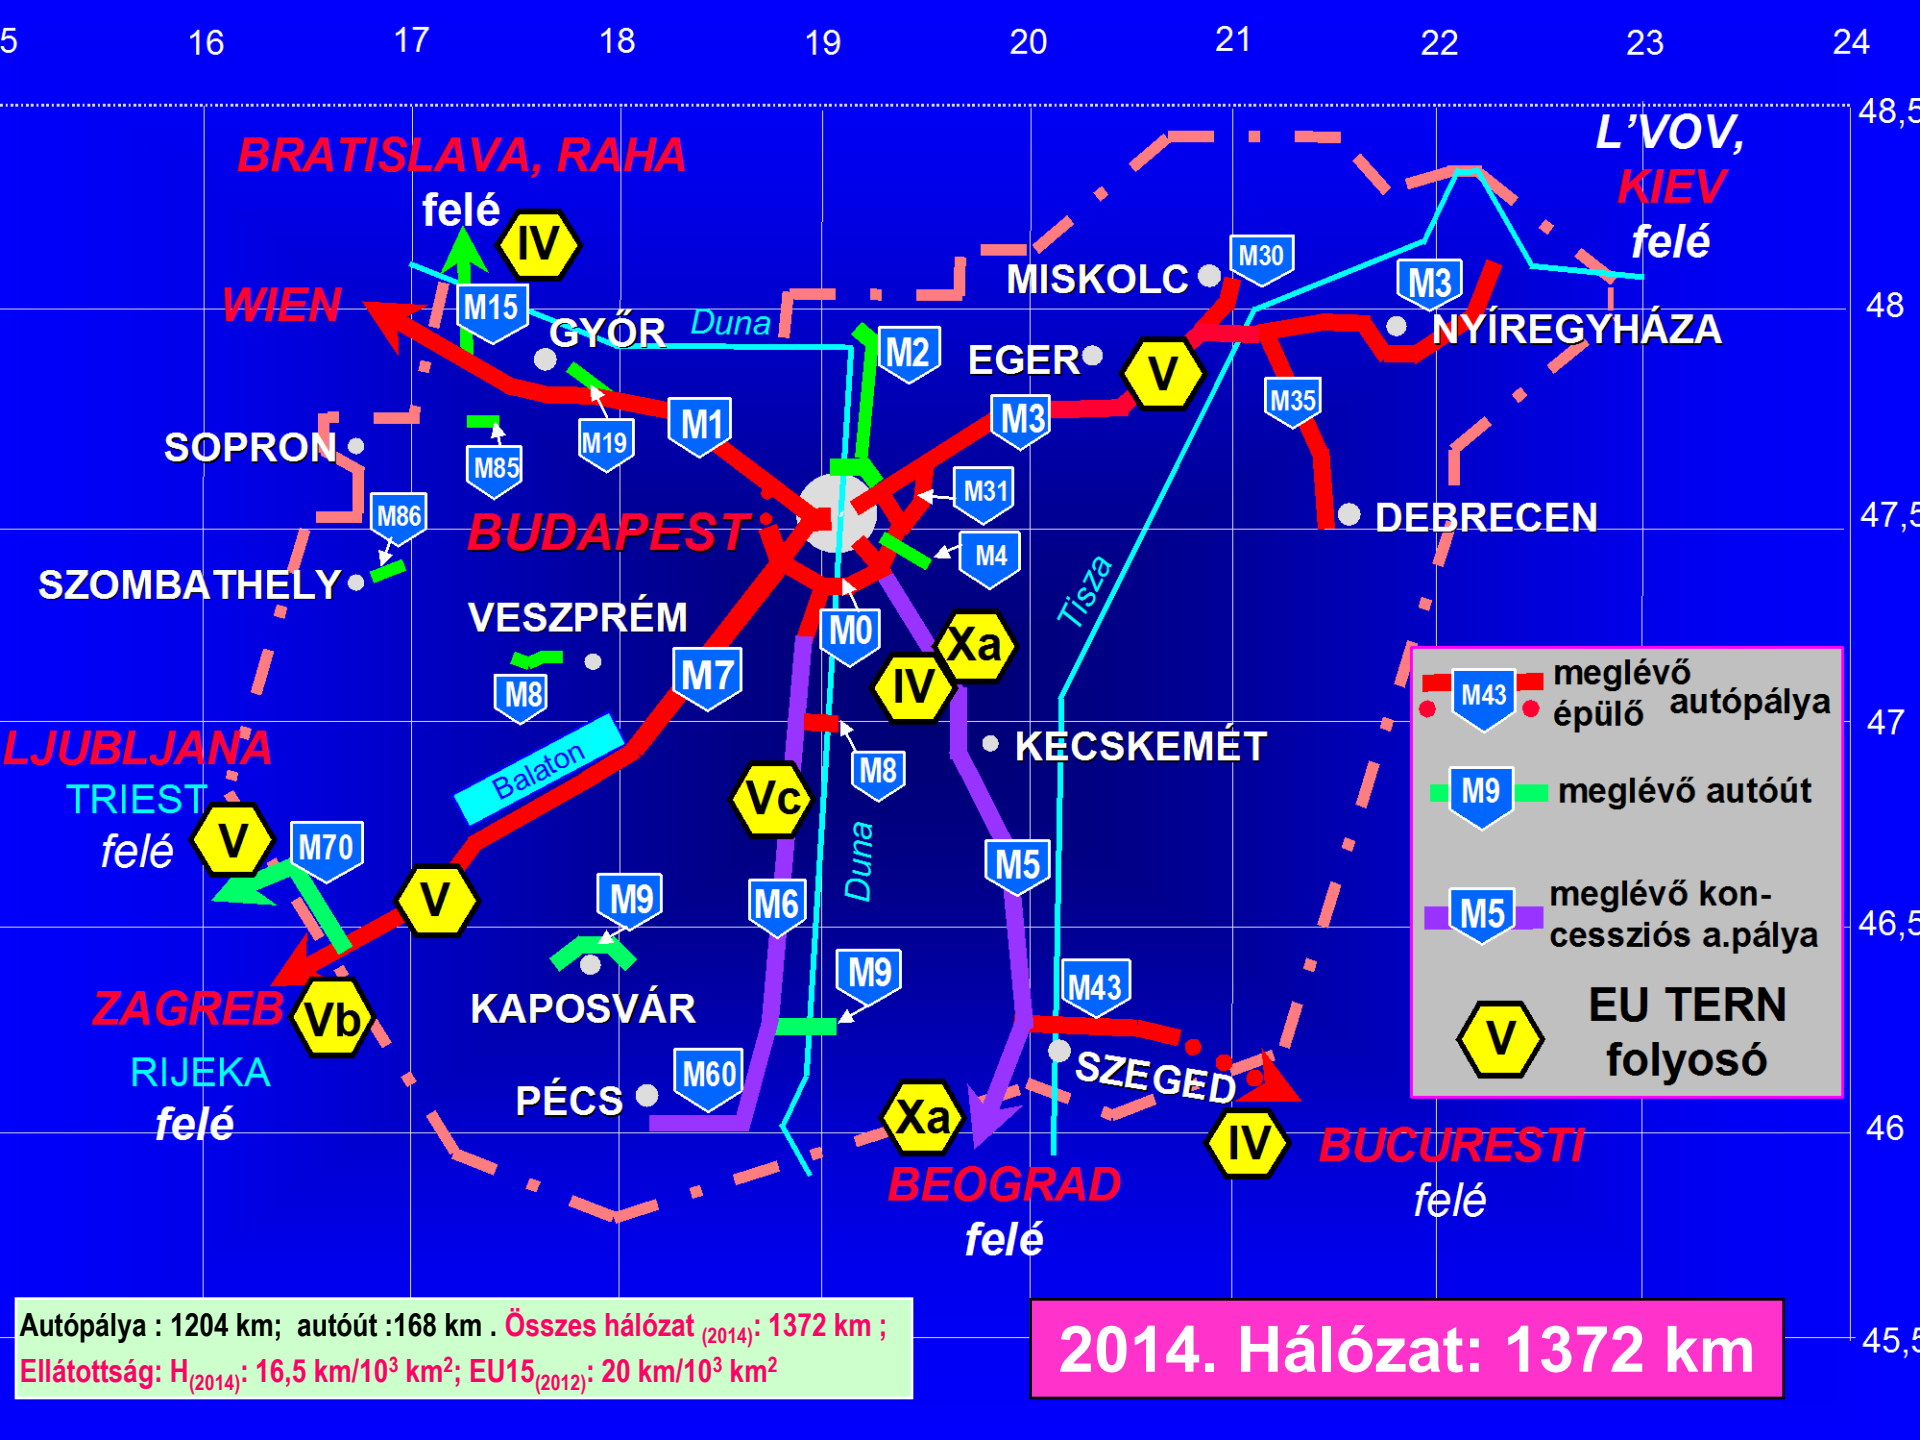 5 16 17 18 19 20 21 22 23 24
48,5
L'VOV,
KIEV
felé
BRATISLAVA, RAHA
felé
IV
WIEN
M15
GYŐR
Duna
M2
MISKOLC
M30
M3
48
NYÍREGYHÁZA
EGER
V
M35
M3
M1
M19
SOPRON
M85
M86
M31
BUDAPEST
DEBRECEN
47,5
M4
SZOMBATHELY
VESZPRÉM
M0
Tisza
Xa
IV
M7
M8
meglévő
épülő
autópálya
M43
47
LJUBLJANA
TRIEST
felé
Balaton
KECSKEMÉT
M8
Vc
M9
meglévő autóút
V
M70
Duna
M5
V
M9
M6
M5
meglévő kon-
cessziós a.pálya
46,5
M9
M43
ZAGREB
Vb
KAPOSVÁR
EU TERN
folyosó
V
RIJEKA
felé
M60
PÉCS
SZEGED
Xa
IV
46
BUCURESTI
felé
BEOGRAD
felé
Autópálya : 1204 km; autóút :168 km . Összes hálózat (2014): 1372 km ;
Ellátottság: H(2014): 16,5 km/10³ km²; EU15(2012): 20 km/10³ km²
2014. Hálózat: 1372 km
45,5